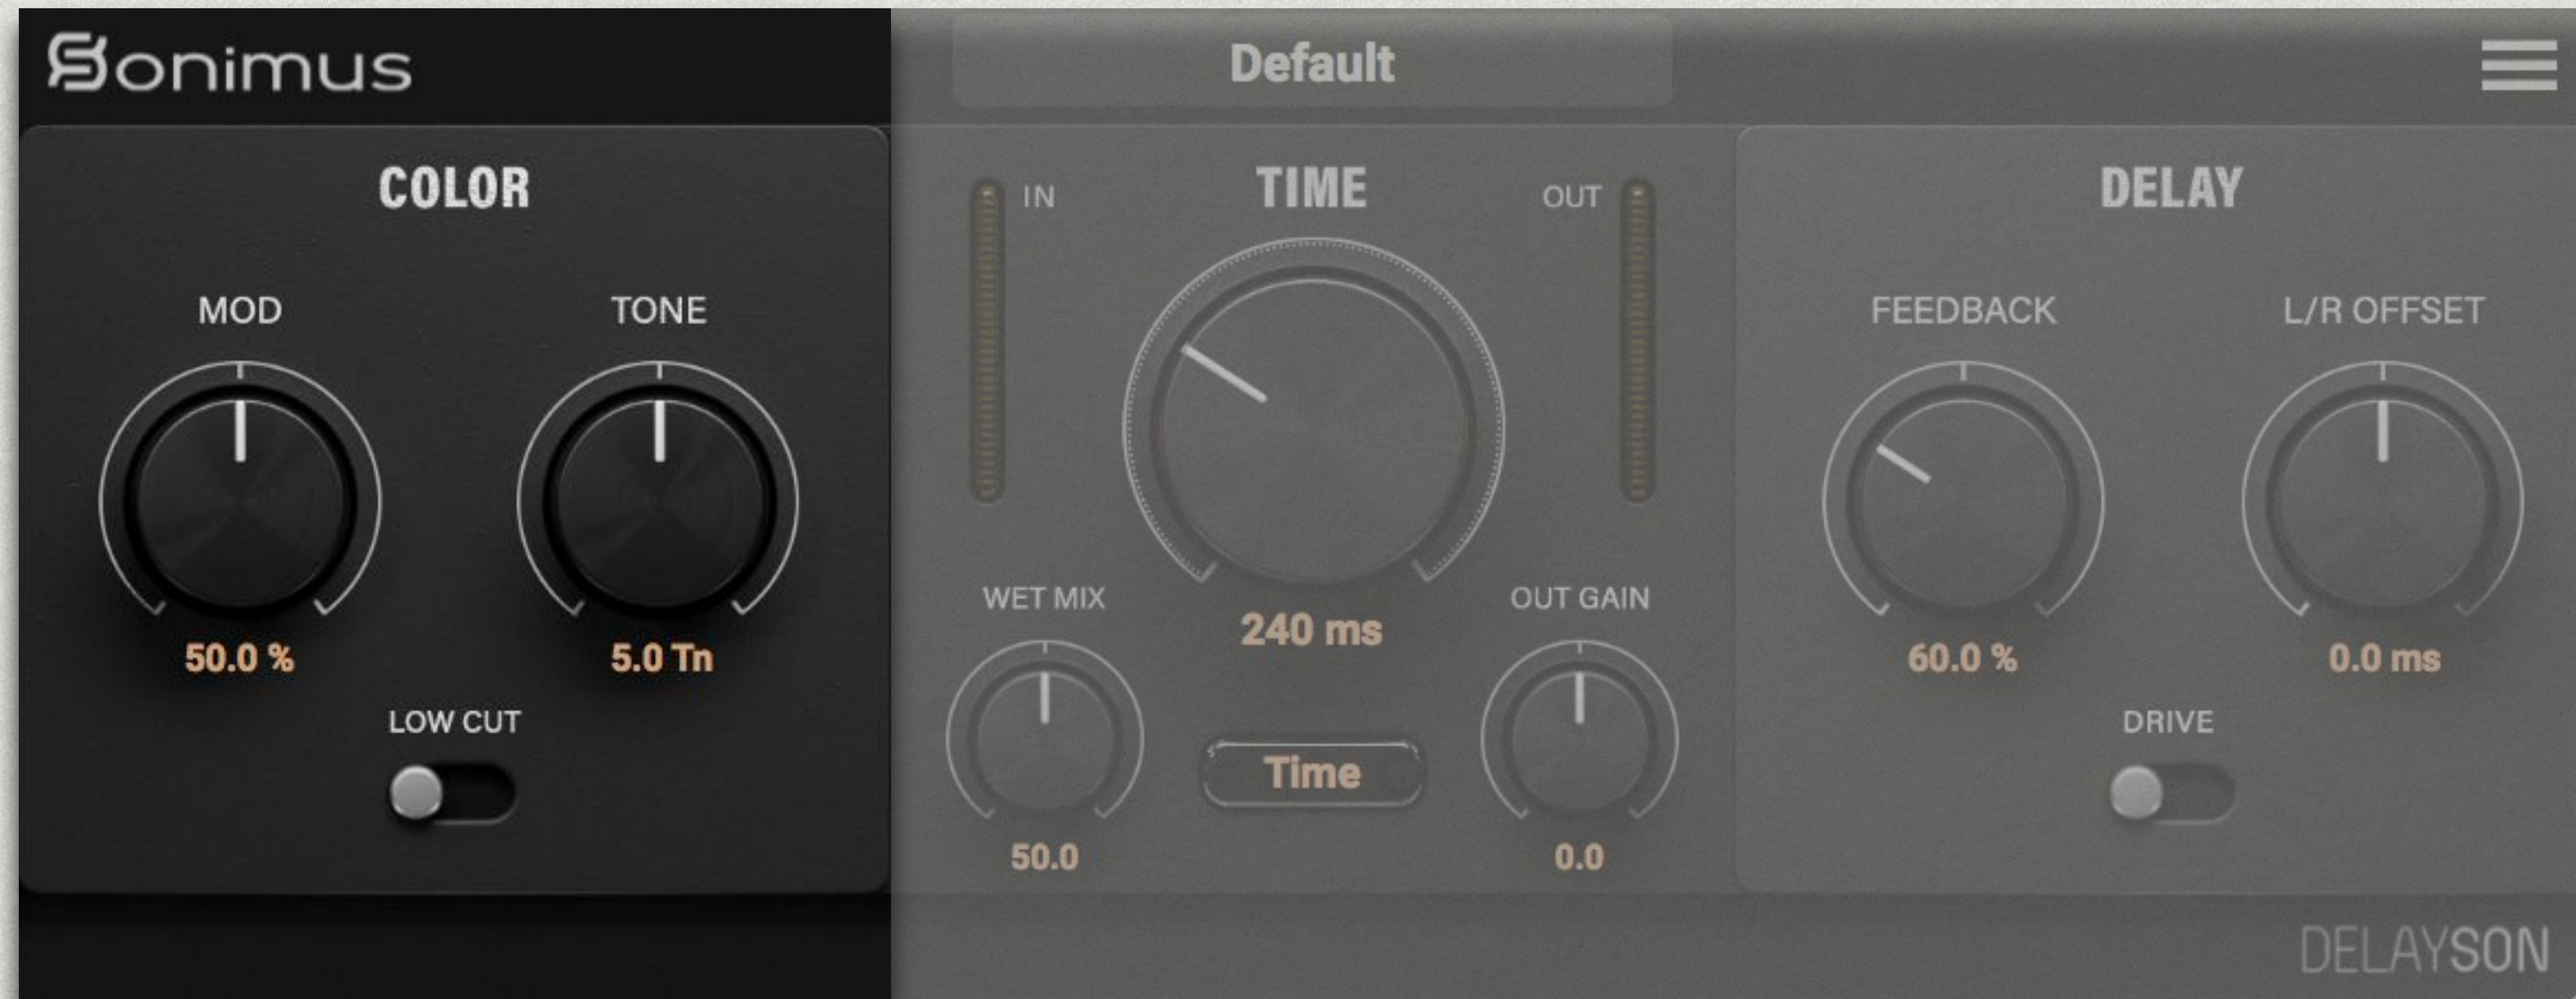 Sonimus
Default
COLOR
MOD
TONE
50.0 %
5.0 Tn
LOW CUT
IN
TIME
OUT
240 ms
WET MIX
OUT GAIN
Time
50.0
0.0
DELAY
FEEDBACK
L/R OFFSET
60.0 %
0.0 ms
DRIVE
DELAYSON